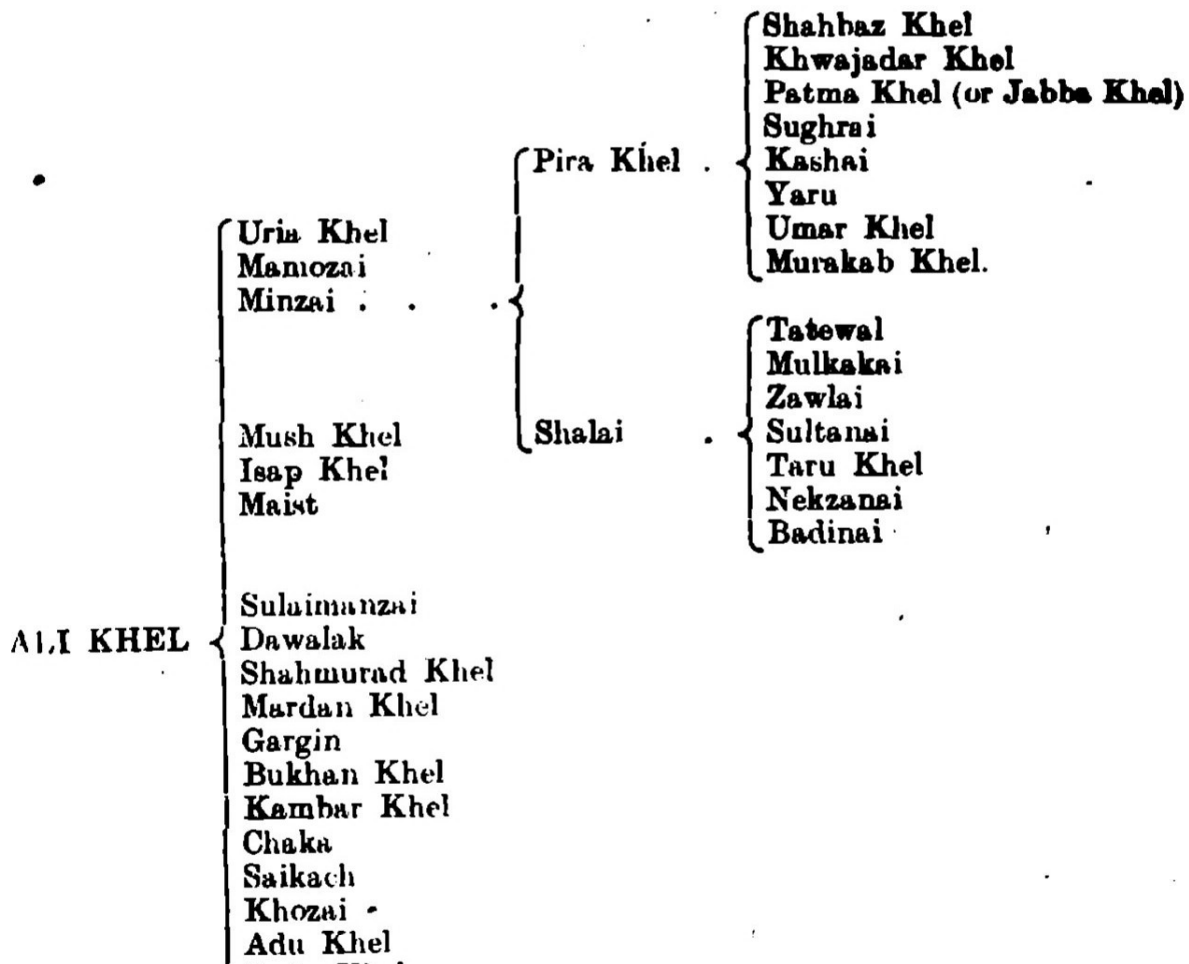 Shahbaz Khel
Khwajadar Khel
Patma Khel (or Jabba Khel)
Sughrai
Pira Khel . Kashai
Yaru
Uria Khel Umar Khel
Mamozai Murakab Khel.
Minzai . . .
Tatewal
Mulkakai
Zawlai
Mush Khel Shalai . Sultanai
Isap Khel Taru Khel
Maist Nekzanai
Badinai
Sulaimanzai
ALI KHEL Dawalak
Shahmurad Khel
Mardan Khel
Gargin
Bukhan Khel
Kambar Khel
Chaka
Saikach
Khozai
Adu Khel